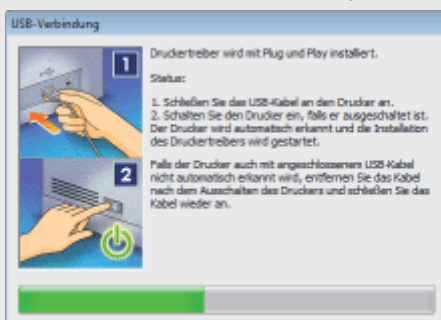 USB-Verbindung
1
Druckertreiber wird mit Plug and Play installiert.
Status:
1. Schließen Sie das USB-Kabel an den Drucker an.
2. Schalten Sie den Drucker ein, falls er ausgeschaltet ist.
Der Drucker wird automatisch erkannt und die Installation
des Druckertreibers wird gestartet.
2
Falls der Drucker auch mit angeschlossenem USB-Kabel
nicht automatisch erkannt wird, entfernen Sie das Kabel
nach dem Ausschalten des Druckers und schließen Sie das
Kabel wieder an.